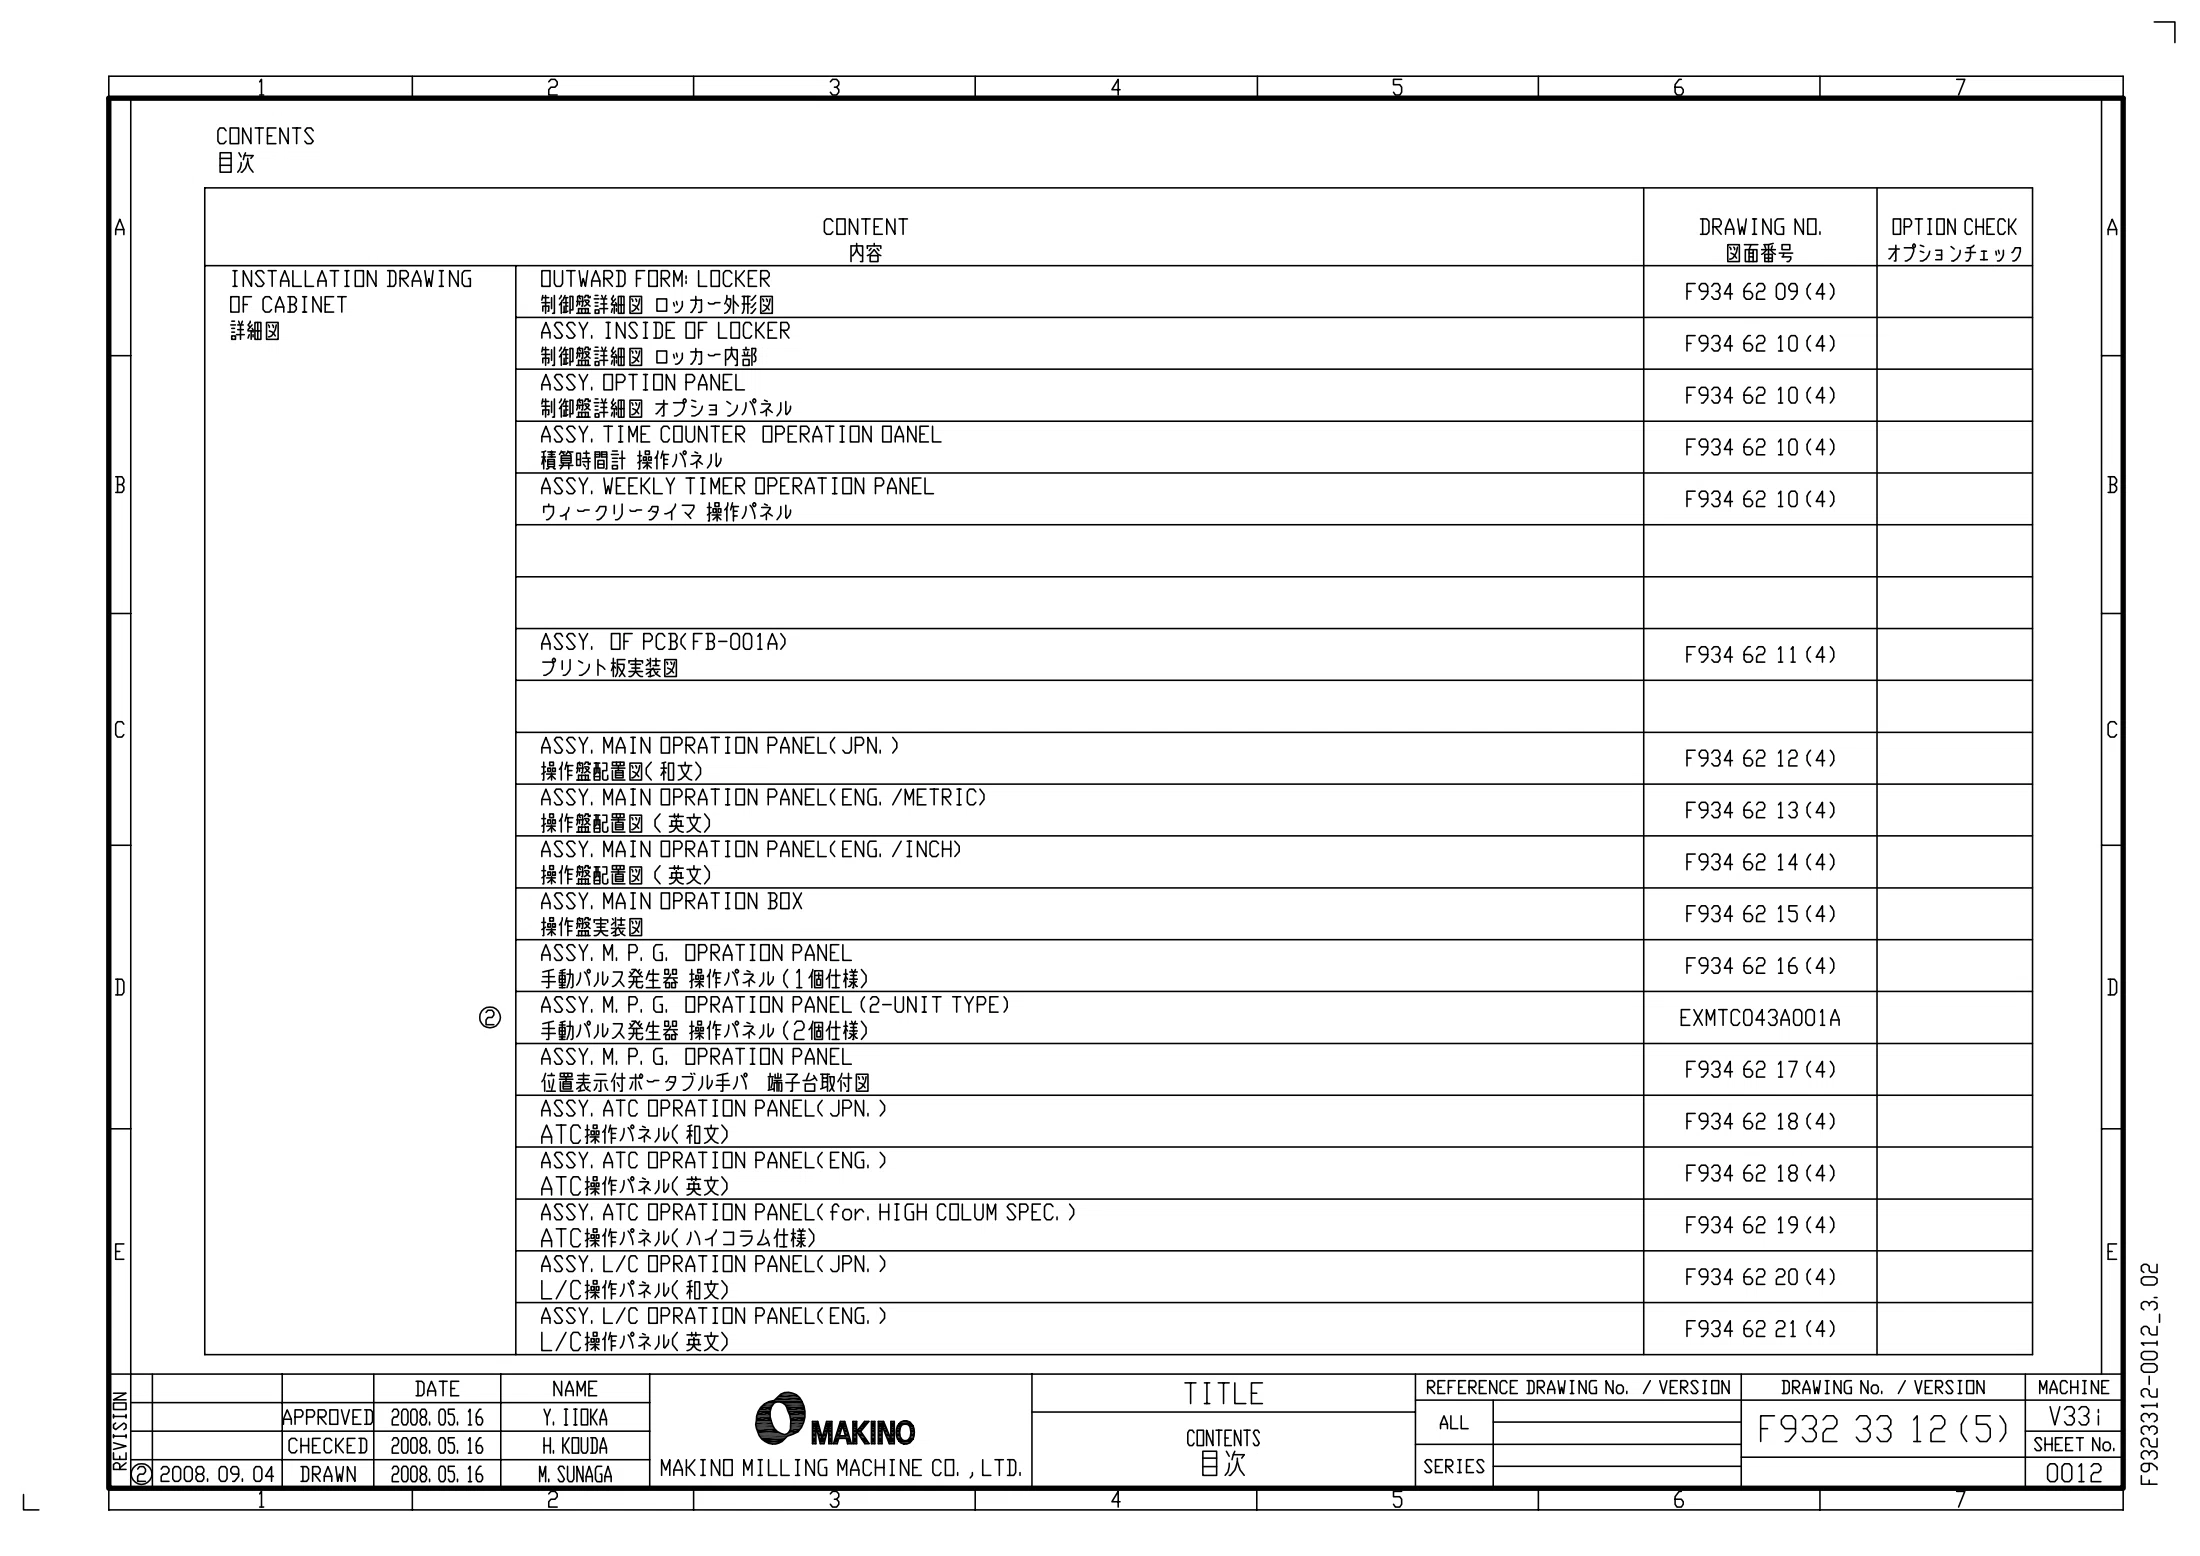 1 2 3 4 5 6 7
CONTENTS
目次
CONTENT
内容
DRAWING NO.
図面番号
OPTION CHECK
オプションチェック
INSTALLATION DRAWING
OF CABINET
詳細図
OUTWARD FORM: LOCKER
制御盤詳細図 ロッカー外形図
F934 62 09(4)
ASSY. INSIDE OF LOCKER
制御盤詳細図 ロッカー内部
F934 62 10(4)
ASSY. OPTION PANEL
制御盤詳細図 オプションパネル
F934 62 10(4)
ASSY. TIME COUNTER OPERATION OANEL
積算時間計 操作パネル
F934 62 10(4)
ASSY. WEEKLY TIMER OPERATION PANEL
ウィークリータイマ 操作パネル
F934 62 10(4)
ASSY. OF PCB(FB-001A)
プリント板実装図
F934 62 11(4)
ASSY. MAIN OPRATION PANEL(JPN.)
操作盤配置図(和文)
F934 62 12(4)
ASSY. MAIN OPRATION PANEL(ENG. /METRIC)
操作盤配置図 (英文)
F934 62 13(4)
ASSY. MAIN OPRATION PANEL(ENG. /INCH)
操作盤配置図 (英文)
F934 62 14(4)
ASSY. MAIN OPRATION BOX
操作盤実装図
F934 62 15(4)
ASSY. M. P. G. OPRATION PANEL
手動パルス発生器 操作パネル (1個仕様)
F934 62 16(4)
②
ASSY. M. P. G. OPRATION PANEL (2-UNIT TYPE)
手動パルス発生器 操作パネル (2個仕様)
EXMTC043A001A
ASSY. M. P. G. OPRATION PANEL
位置表示付ポータブル手パ 端子台取付図
F934 62 17(4)
ASSY. ATC OPRATION PANEL(JPN.)
ATC操作パネル(和文)
F934 62 18(4)
ASSY. ATC OPRATION PANEL(ENG.)
ATC操作パネル(英文)
F934 62 18(4)
ASSY. ATC OPRATION PANEL(for. HIGH COLUM SPEC.)
ATC操作パネル(ハイコラム仕様)
F934 62 19(4)
ASSY. L/C OPRATION PANEL(JPN.)
L/C操作パネル(和文)
F934 62 20(4)
ASSY. L/C OPRATION PANEL(ENG.)
L/C操作パネル(英文)
F934 62 21(4)
A
B
C
D
E
A
B
C
D
E
REVISION
DATE NAME
APPROVED 2008. 05. 16 Y. IIOKA
CHECKED 2008. 05. 16 H. KOUDA
② 2008. 09. 04 DRAWN 2008. 05. 16 M. SUNAGA
MAKINO
MAKINO MILLING MACHINE CO. , LTD.
TITLE
CONTENTS
目次
REFERENCE DRAWING No. / VERSION
ALL
SERIES
DRAWING No. / VERSION
F932 33 12(5)
MACHINE
V33i
SHEET No.
0012
1 2 3 4 5 6 7
F9323312-0012_3. 02